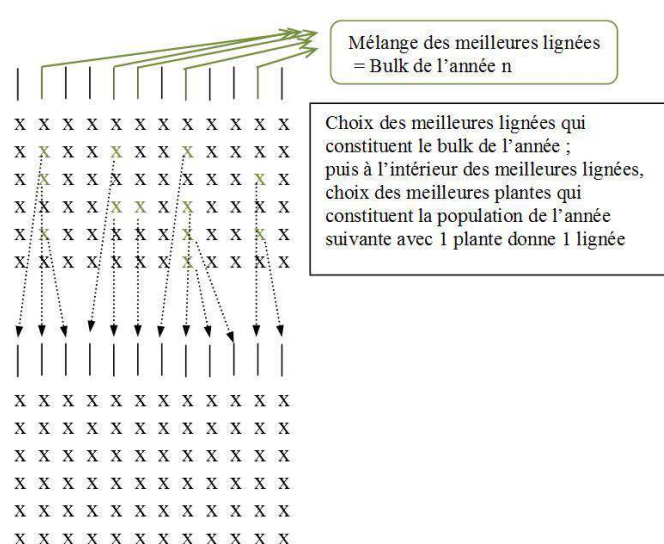 Mélange des meilleures lignées
= Bulk de l'année n
Choix des meilleures lignées qui
constituent le bulk de l'année ;
puis à l'intérieur des meilleures lignées,
choix des meilleures plantes qui
constituent la population de l'année
suivante avec 1 plante donne 1 lignée
x x x x x x x x x x x x
x x x x x x x x x x x x
x x x x x x x x x x x x
x x x x x x x x x x x x
x x x x x x x x x x x x
x x x x x x x x x x x x
x x x x x x x x x x x x
x x x x x x x x x x x x
x x x x x x x x x x x x
x x x x x x x x x x x x
x x x x x x x x x x x x
x x x x x x x x x x x x